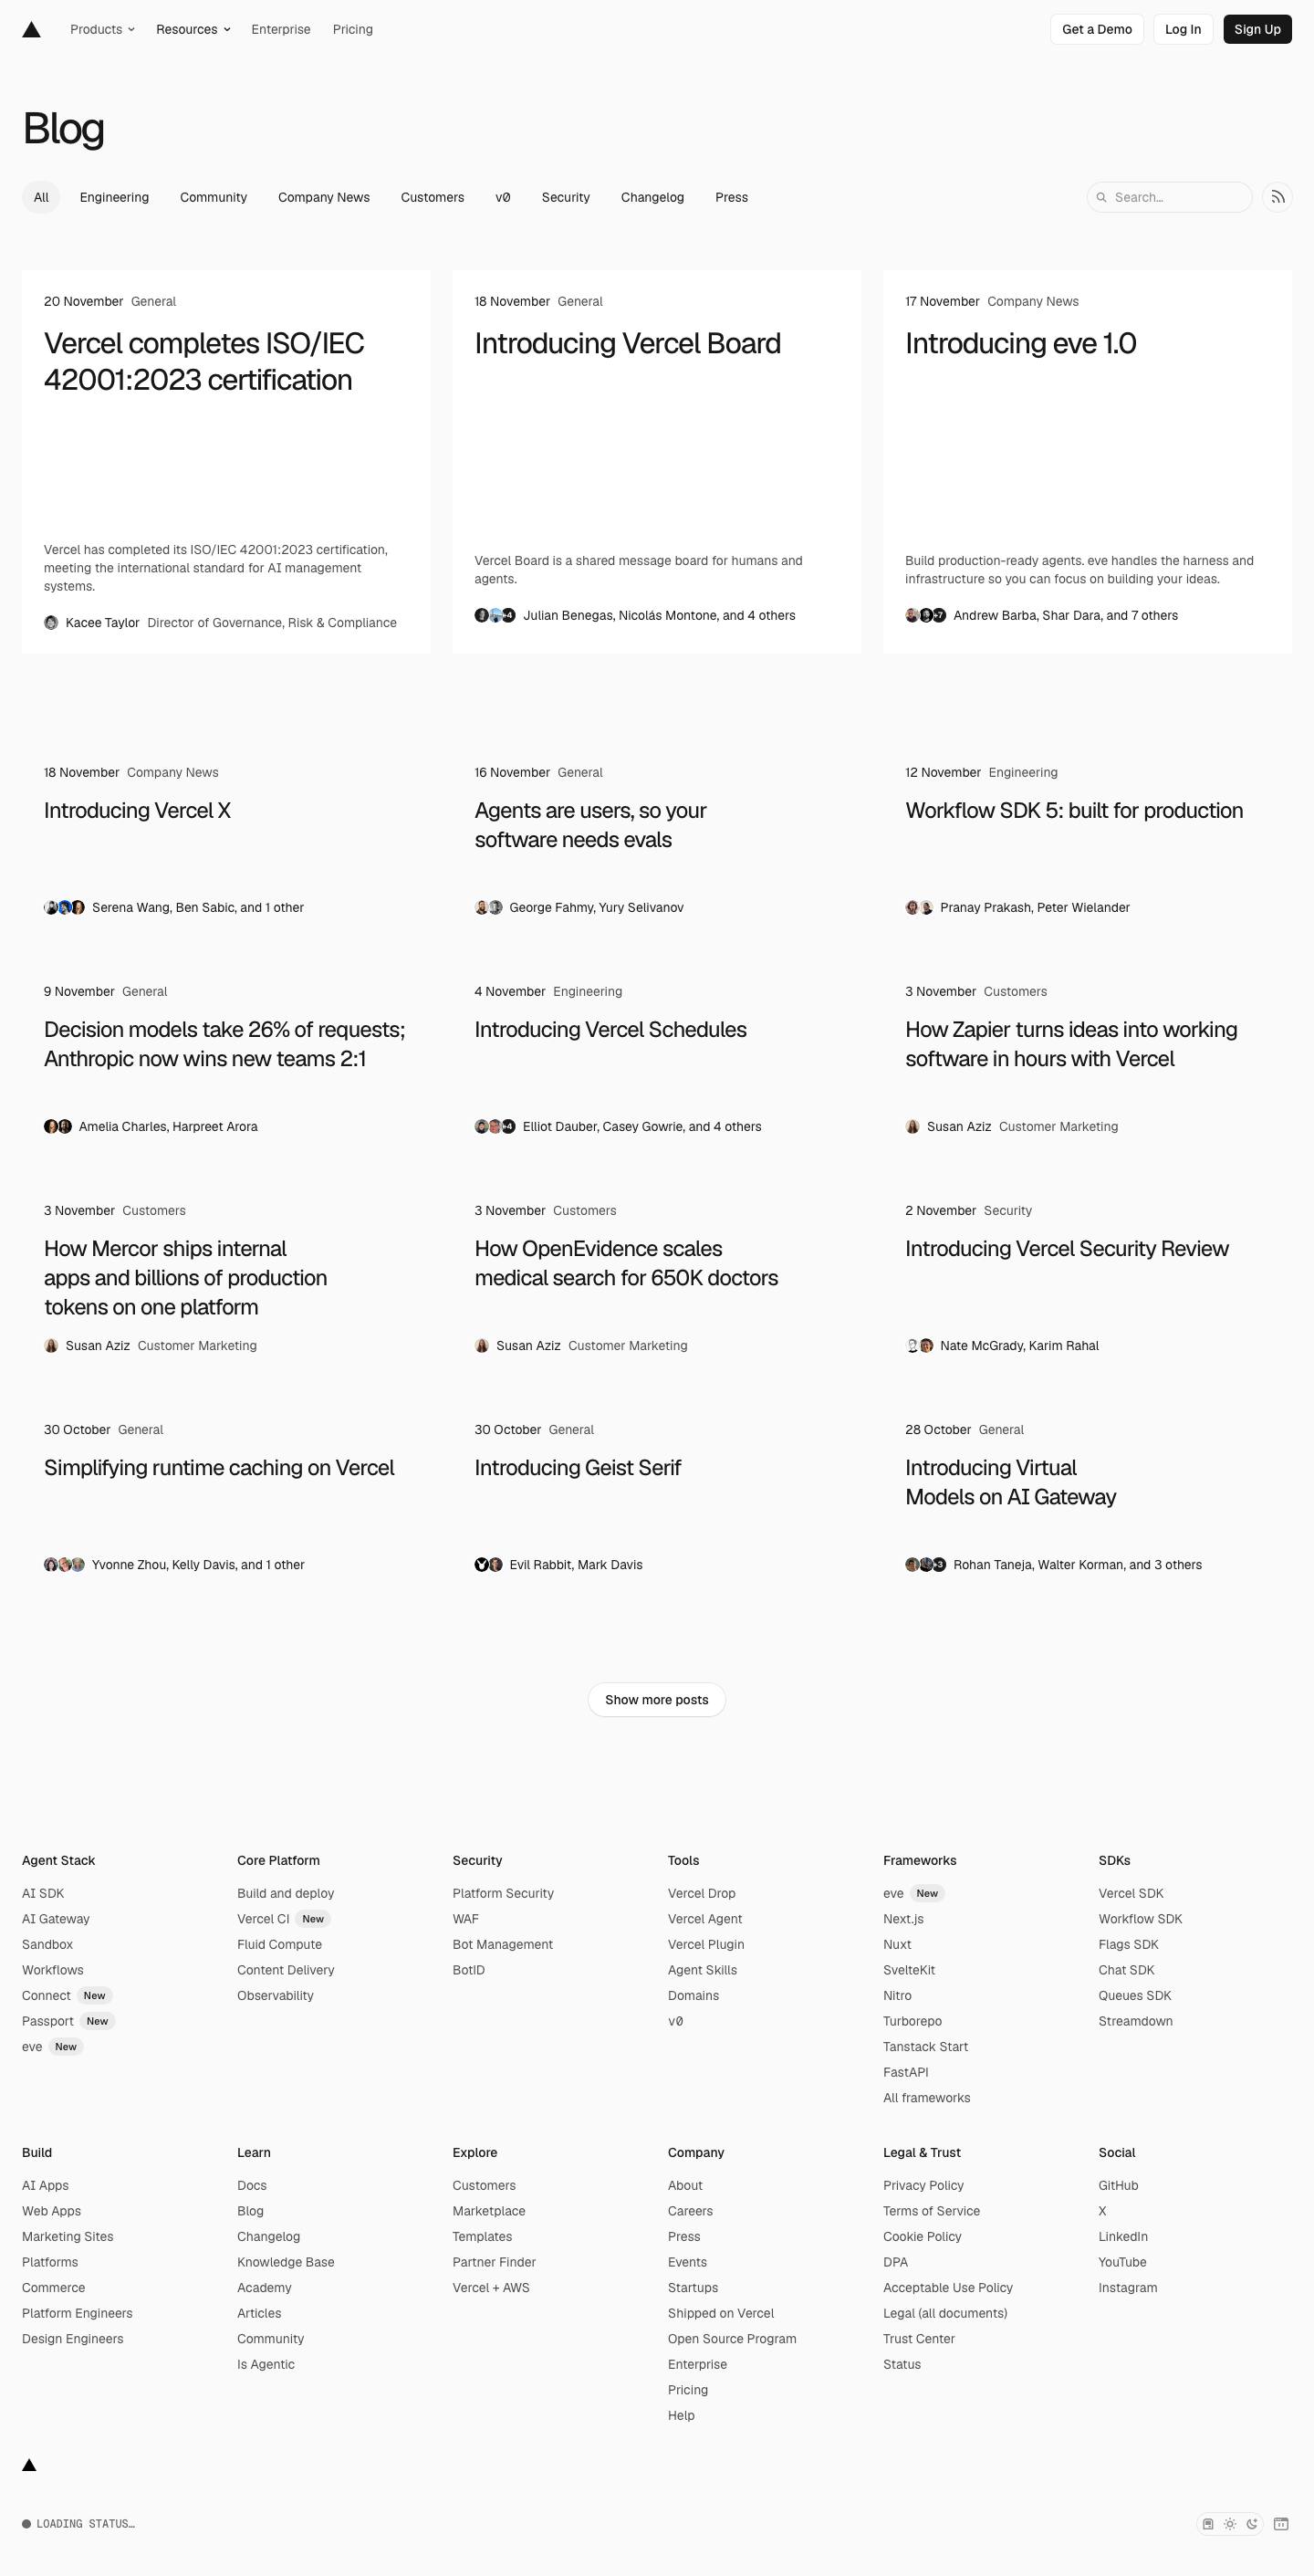 Products
Resources
Enterprise
Pricing
Get a Demo
Log In
Sign Up
Blog
All
Engineering
Community
Company News
Customers
v0
Security
Changelog
Press
Search…
20 November General
Vercel completes ISO/IEC
42001:2023 certification
Vercel has completed its ISO/IEC 42001:2023 certification,
meeting the international standard for AI management
systems.
Kacee Taylor Director of Governance, Risk & Compliance
18 November General
Introducing Vercel Board
Vercel Board is a shared message board for humans and
agents.
+4
Julian Benegas, Nicolás Montone, and 4 others
17 November Company News
Introducing eve 1.0
Build production-ready agents. eve handles the harness and
infrastructure so you can focus on building your ideas.
+7
Andrew Barba, Shar Dara, and 7 others
18 November Company News
Introducing Vercel X
Serena Wang, Ben Sabic, and 1 other
16 November General
Agents are users, so your
software needs evals
George Fahmy, Yury Selivanov
12 November Engineering
Workflow SDK 5: built for production
Pranay Prakash, Peter Wielander
9 November General
Decision models take 26% of requests;
Anthropic now wins new teams 2:1
Amelia Charles, Harpreet Arora
4 November Engineering
Introducing Vercel Schedules
+4
Elliot Dauber, Casey Gowrie, and 4 others
3 November Customers
How Zapier turns ideas into working
software in hours with Vercel
Susan Aziz Customer Marketing
3 November Customers
How Mercor ships internal
apps and billions of production
tokens on one platform
Susan Aziz Customer Marketing
3 November Customers
How OpenEvidence scales
medical search for 650K doctors
Susan Aziz Customer Marketing
2 November Security
Introducing Vercel Security Review
Nate McGrady, Karim Rahal
30 October General
Simplifying runtime caching on Vercel
Yvonne Zhou, Kelly Davis, and 1 other
30 October General
Introducing Geist Serif
Evil Rabbit, Mark Davis
28 October General
Introducing Virtual
Models on AI Gateway
+3
Rohan Taneja, Walter Korman, and 3 others
Show more posts
Agent Stack
AI SDK
AI Gateway
Sandbox
Workflows
Connect New
Passport New
eve New
Core Platform
Build and deploy
Vercel CI New
Fluid Compute
Content Delivery
Observability
Security
Platform Security
WAF
Bot Management
BotID
Tools
Vercel Drop
Vercel Agent
Vercel Plugin
Agent Skills
Domains
v0
Frameworks
eve New
Next.js
Nuxt
SvelteKit
Nitro
Turborepo
Tanstack Start
FastAPI
All frameworks
SDKs
Vercel SDK
Workflow SDK
Flags SDK
Chat SDK
Queues SDK
Streamdown
Build
AI Apps
Web Apps
Marketing Sites
Platforms
Commerce
Platform Engineers
Design Engineers
Learn
Docs
Blog
Changelog
Knowledge Base
Academy
Articles
Community
Is Agentic
Explore
Customers
Marketplace
Templates
Partner Finder
Vercel + AWS
Company
About
Careers
Press
Events
Startups
Shipped on Vercel
Open Source Program
Enterprise
Pricing
Help
Legal & Trust
Privacy Policy
Terms of Service
Cookie Policy
DPA
Acceptable Use Policy
Legal (all documents)
Trust Center
Status
Social
GitHub
X
LinkedIn
YouTube
Instagram
LOADING STATUS…